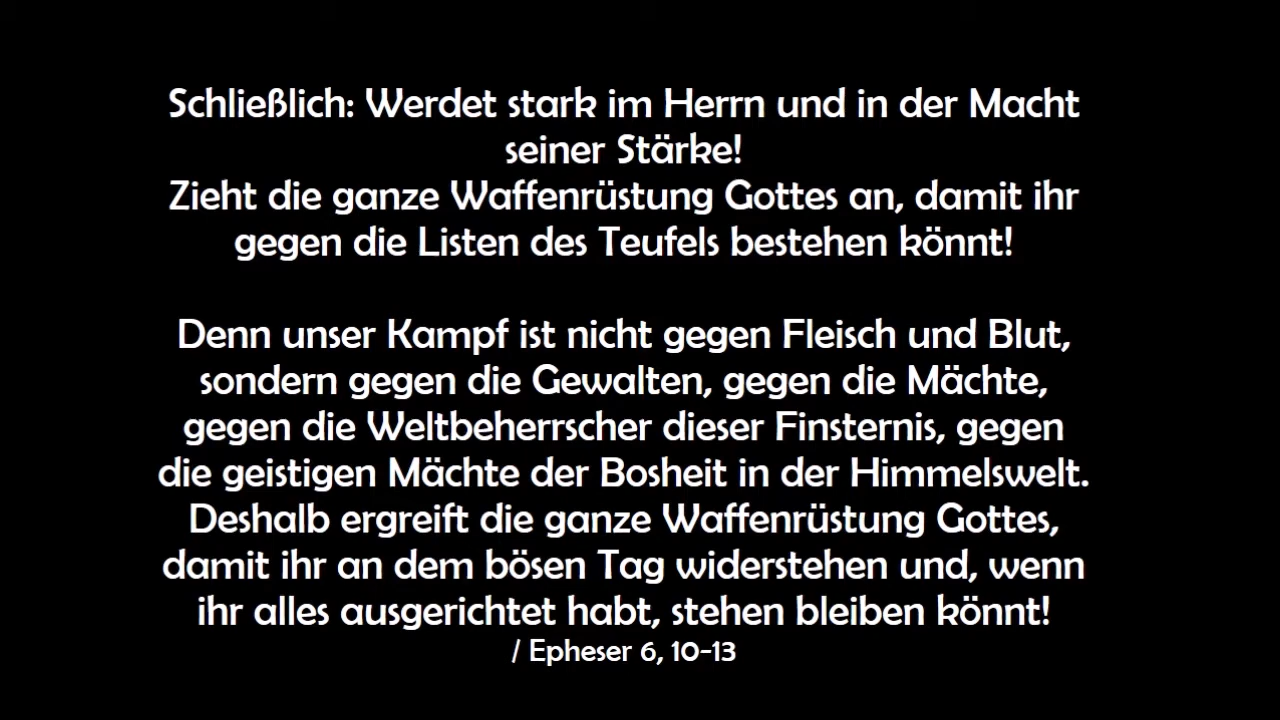 Schließlich: Werdet stark im Herrn und in der Macht
seiner Stärke!
Zieht die ganze Waffenrüstung Gottes an, damit ihr
gegen die Listen des Teufels bestehen könnt!
Denn unser Kampf ist nicht gegen Fleisch und Blut,
sondern gegen die Gewalten, gegen die Mächte,
gegen die Weltbeherrscher dieser Finsternis, gegen
die geistigen Mächte der Bosheit in der Himmelswelt.
Deshalb ergreift die ganze Waffenrüstung Gottes,
damit ihr an dem bösen Tag widerstehen und, wenn
ihr alles ausgerichtet habt, stehen bleiben könnt!
/ Epheser 6, 10-13